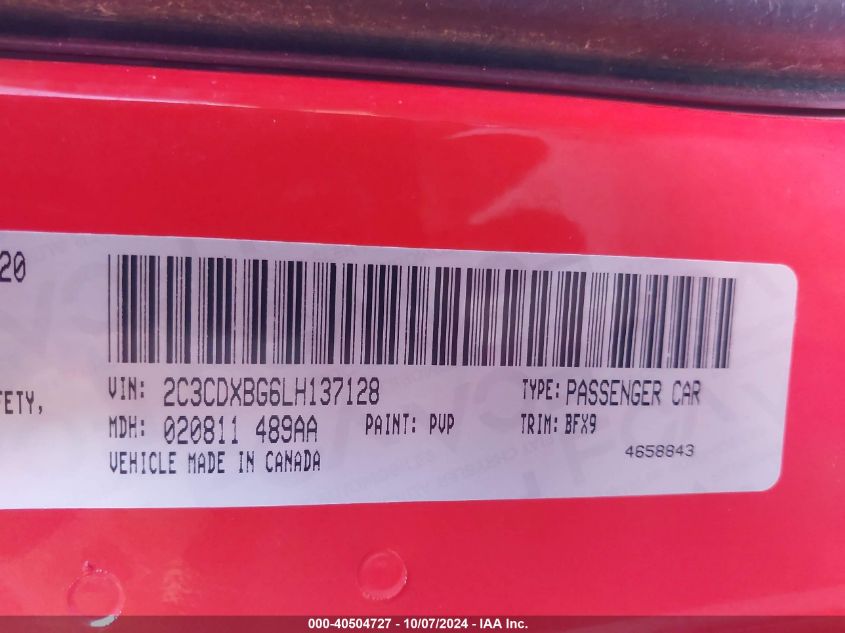 20
FETY,
VIN: 2C3CDXBG6LH137128 TYPE: PASSENGER CAR
MDH: 020811 489AA PAINT: PVP TRIM: BFX9
VEHICLE MADE IN CANADA 4658843
000-40504727 - 10/07/2024 - IAA Inc.